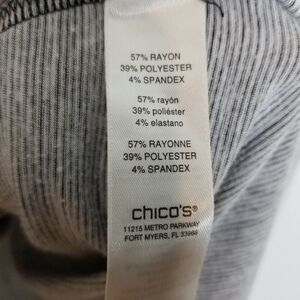 57% RAYON
39% POLYESTER
4% SPANDEX
57% rayón
39% poliéster
4% elastano
57% RAYONNE
39% POLYESTER
4% SPANDEX
chico's®
11215 METRO PARKWAY
FORT MYERS, FL 33966